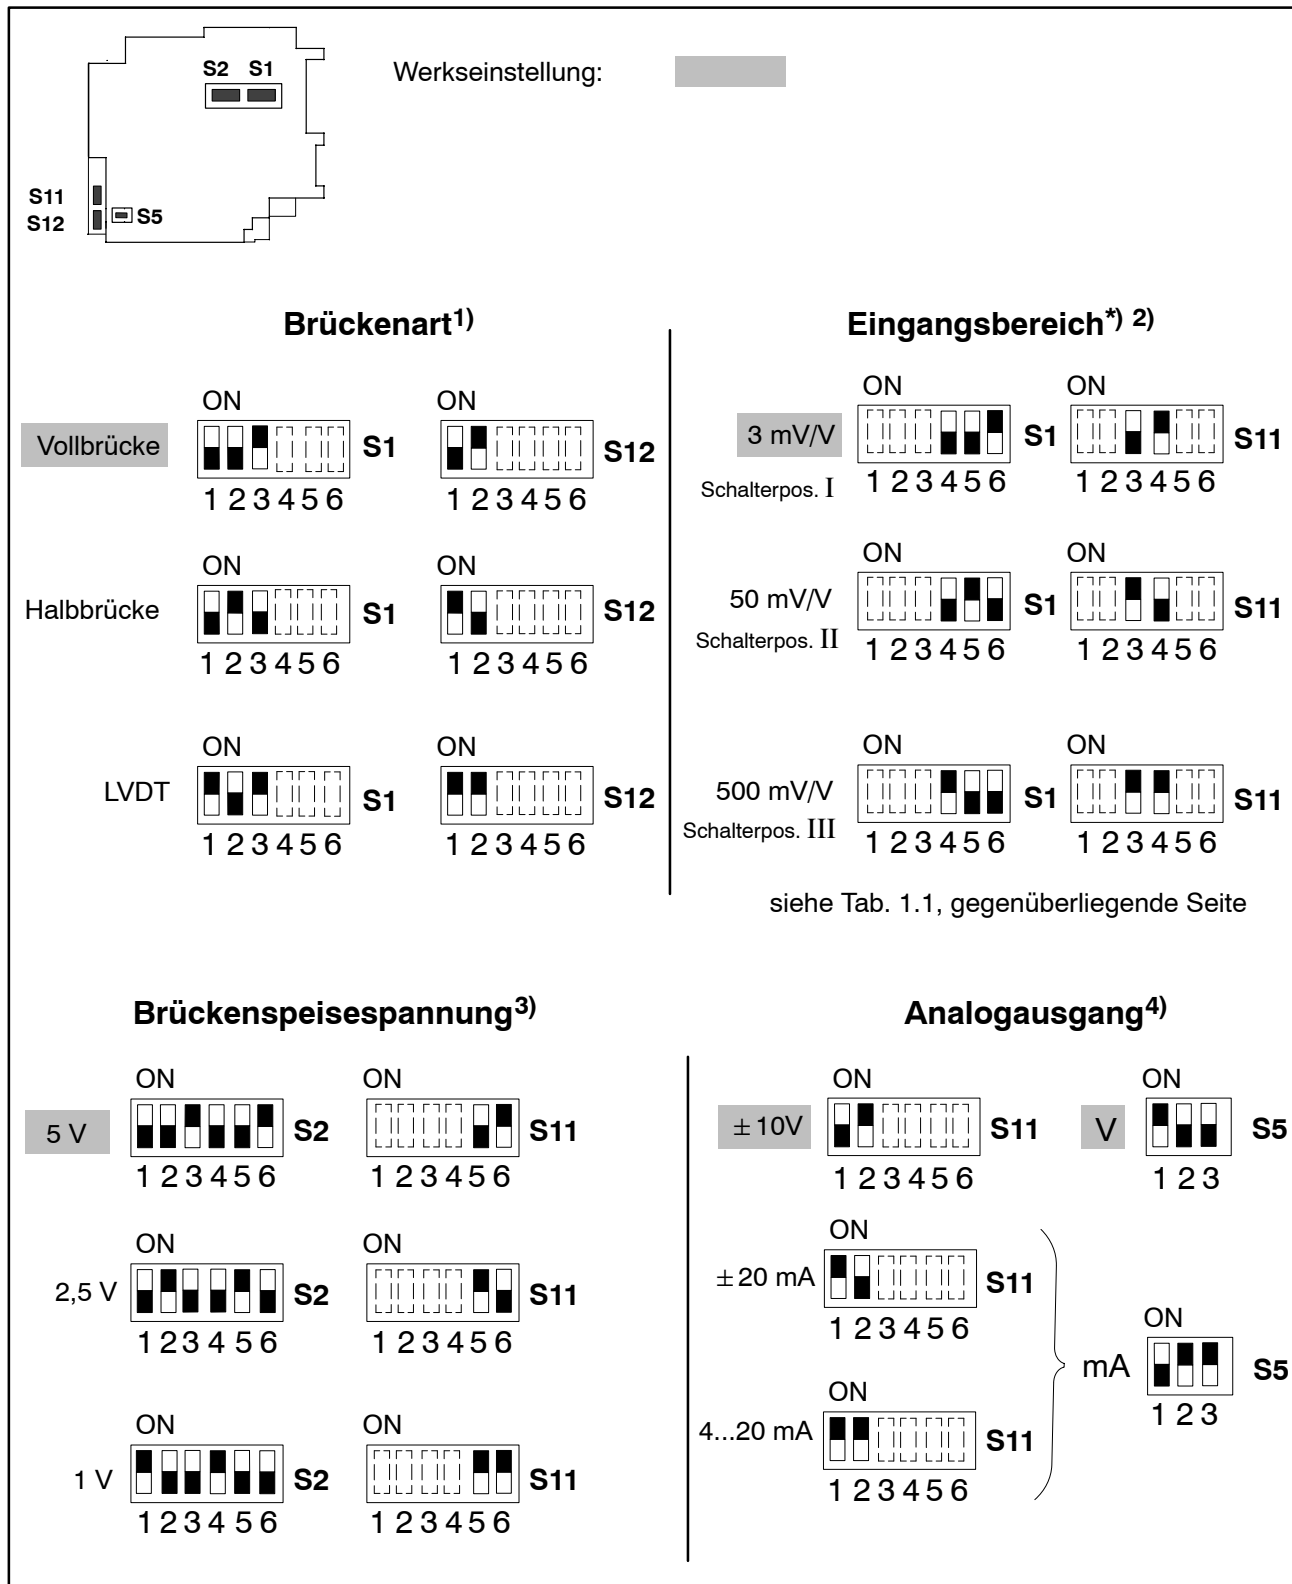 S2 S1
Werkseinstellung:
S11
S12
S5
Brückenart1)
Eingangsbereich*) 2)
ON
ON
Vollbrücke
S1
S12
1 2 3 4 5 6
1 2 3 4 5 6
ON
ON
3 mV/V
S1
S11
Schalterpos. I
1 2 3 4 5 6
1 2 3 4 5 6
ON
ON
Halbbrücke
S1
S12
1 2 3 4 5 6
1 2 3 4 5 6
ON
ON
50 mV/V
S1
S11
Schalterpos. II
1 2 3 4 5 6
1 2 3 4 5 6
ON
ON
LVDT
S1
S12
1 2 3 4 5 6
1 2 3 4 5 6
ON
ON
500 mV/V
S1
S11
Schalterpos. III
1 2 3 4 5 6
1 2 3 4 5 6
siehe Tab. 1.1, gegenüberliegende Seite
Brückenspeisespannung3)
Analogausgang4)
ON
ON
5 V
S2
S11
1 2 3 4 5 6
1 2 3 4 5 6
ON
ON
± 10V
S11
V
S5
1 2 3 4 5 6
1 2 3
ON
ON
2,5 V
S2
S11
1 2 3 4 5 6
1 2 3 4 5 6
ON
± 20 mA
S11
1 2 3 4 5 6
ON
mA
S5
1 2 3
ON
ON
1 V
S2
S11
1 2 3 4 5 6
1 2 3 4 5 6
ON
4...20 mA
S11
1 2 3 4 5 6